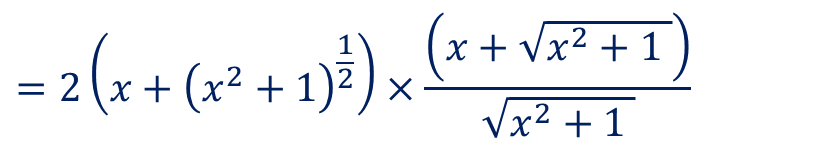 = 2 (x + (x² + 1)^(1/2)) × (x + √(x² + 1)) / √(x² + 1)